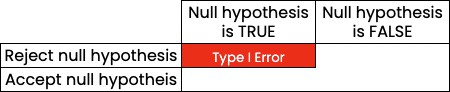 Null hypothesis Null hypothesis
is TRUE is FALSE
Reject null hypothesis Type I Error
Accept null hypotheis